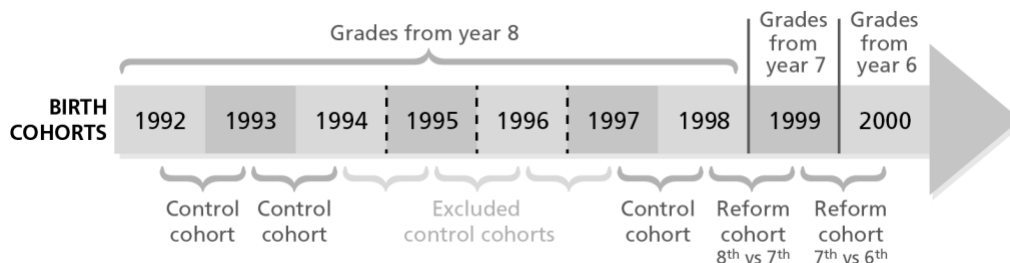 Grades from year 8
Grades
from
year 7
Grades
from
year 6
BIRTH
COHORTS
1992 1993 1994 1995 1996 1997 1998 1999 2000
Control
cohort
Control
cohort
Excluded
control cohorts
Control
cohort
Reform
cohort
8th vs 7th
Reform
cohort
7th vs 6th